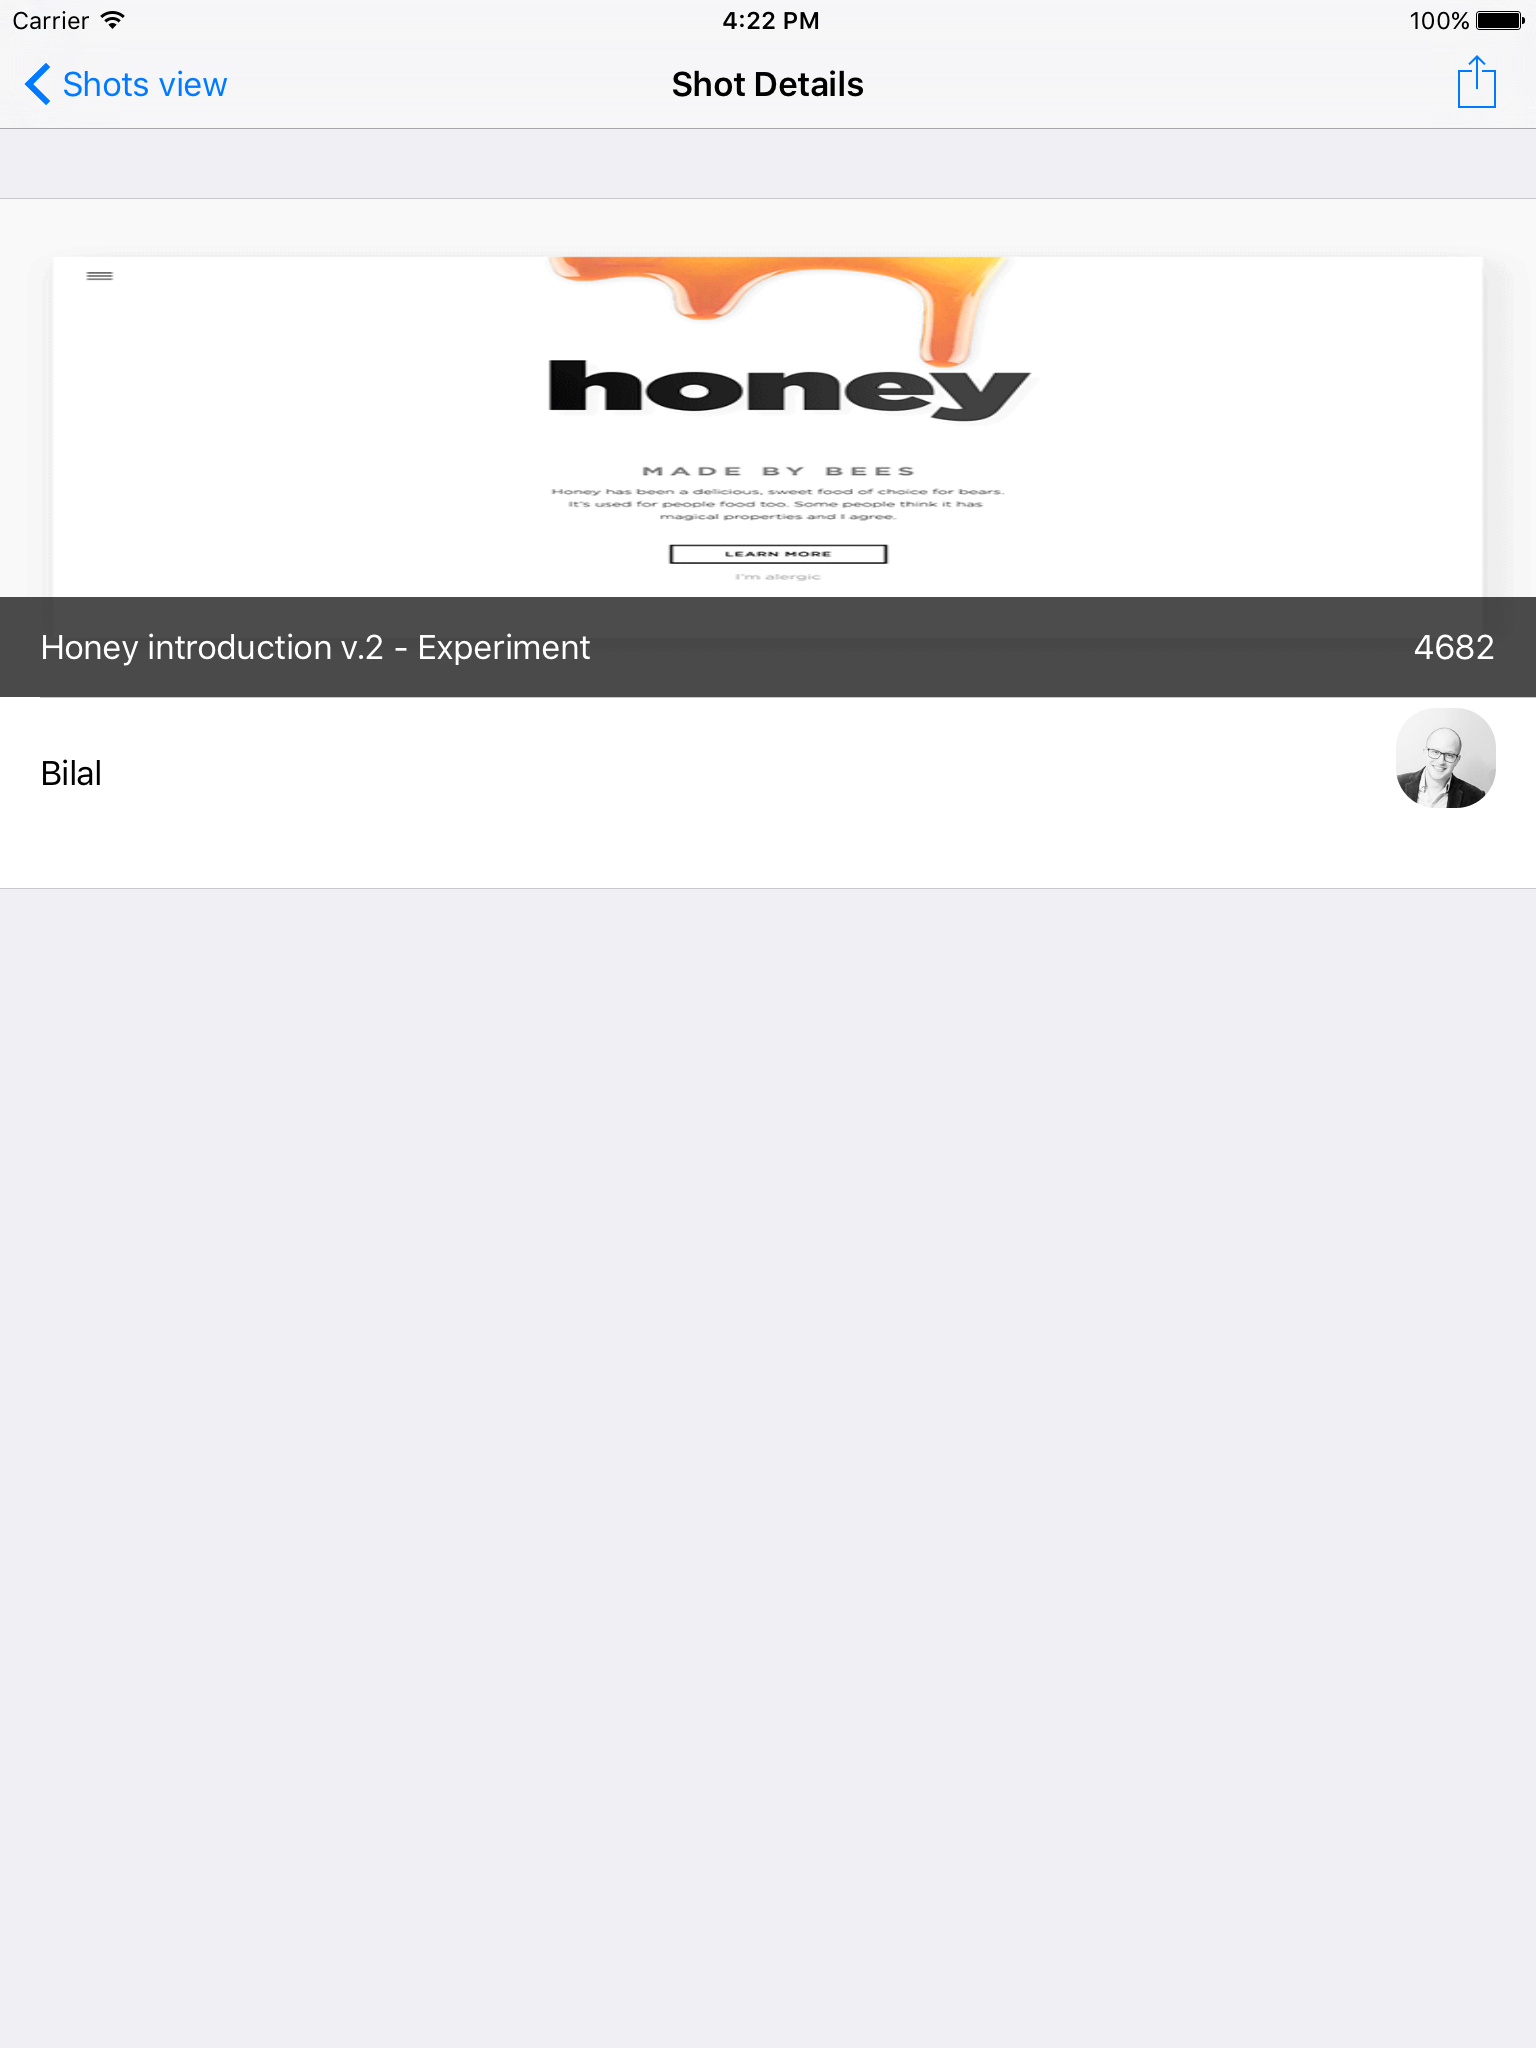 Carrier 4:22 PM 100%
Shots view Shot Details
honey
MADE BY BEES
Honey has been a delicious, sweet food of choice for bears.
It's used for people food too. Some people think it has
magical properties and I agree.
LEARN MORE
I'm alergic
Honey introduction v.2 - Experiment 4682
Bilal